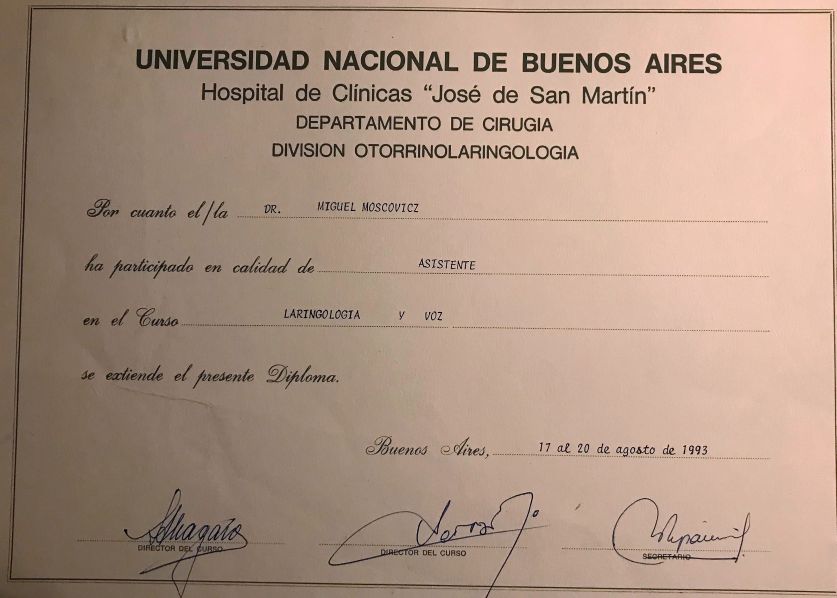 UNIVERSIDAD NACIONAL DE BUENOS AIRES
Hospital de Clínicas “José de San Martín”
DEPARTAMENTO DE CIRUGIA
DIVISION OTORRINOLARINGOLOGIA
Por cuanto el/la DR. MIGUEL MOSCOVICZ
ha participado en calidad de ASISTENTE
en el Curso LARINGOLOGIA Y VOZ
se extiende el presente Diploma.
Buenos Aires, 17 al 20 de agosto de 1993
DIRECTOR DEL CURSO DIRECTOR DEL CURSO SECRETARIO